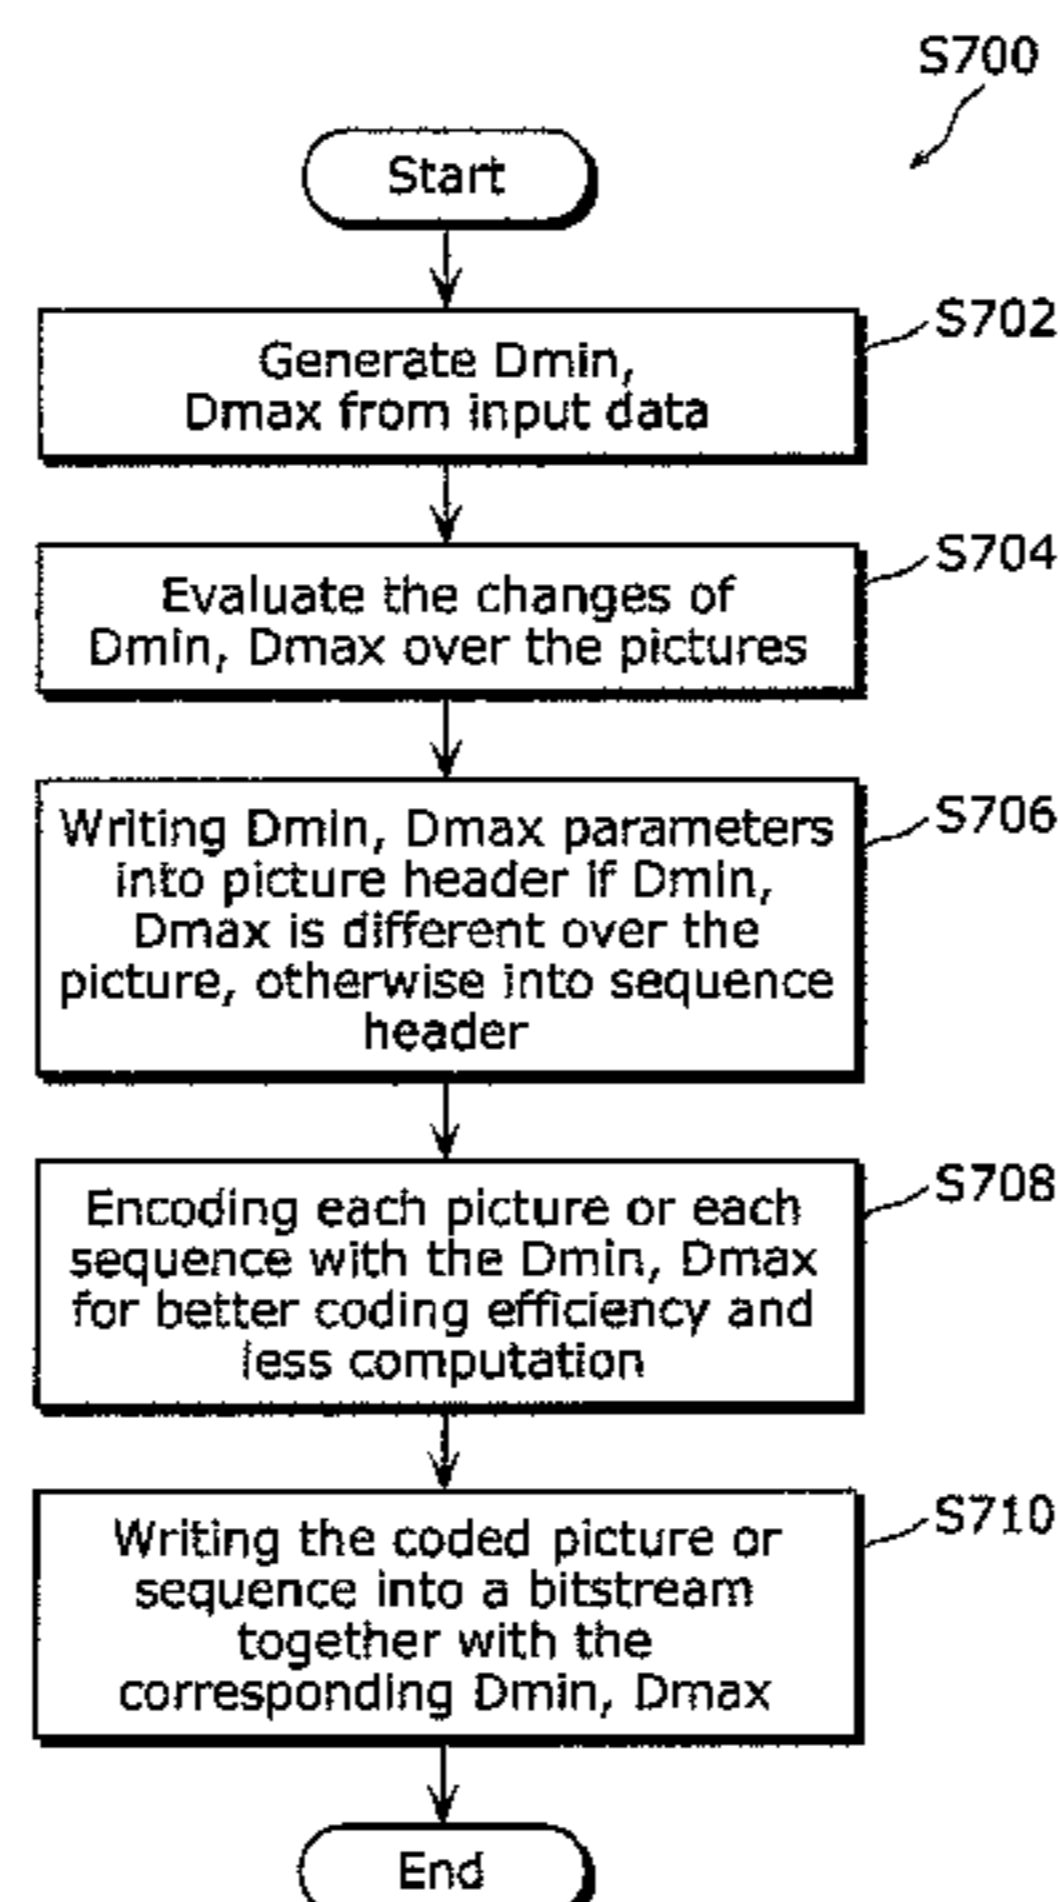 S700
Start
S702
Generate Dmin,
Dmax from input data
S704
Evaluate the changes of
Dmin, Dmax over the pictures
S706
Writing Dmin, Dmax parameters
into picture header if Dmin,
Dmax is different over the
picture, otherwise into sequence
header
S708
Encoding each picture or each
sequence with the Dmin, Dmax
for better coding efficiency and
less computation
S710
Writing the coded picture or
sequence into a bitstream
together with the
corresponding Dmin, Dmax
End